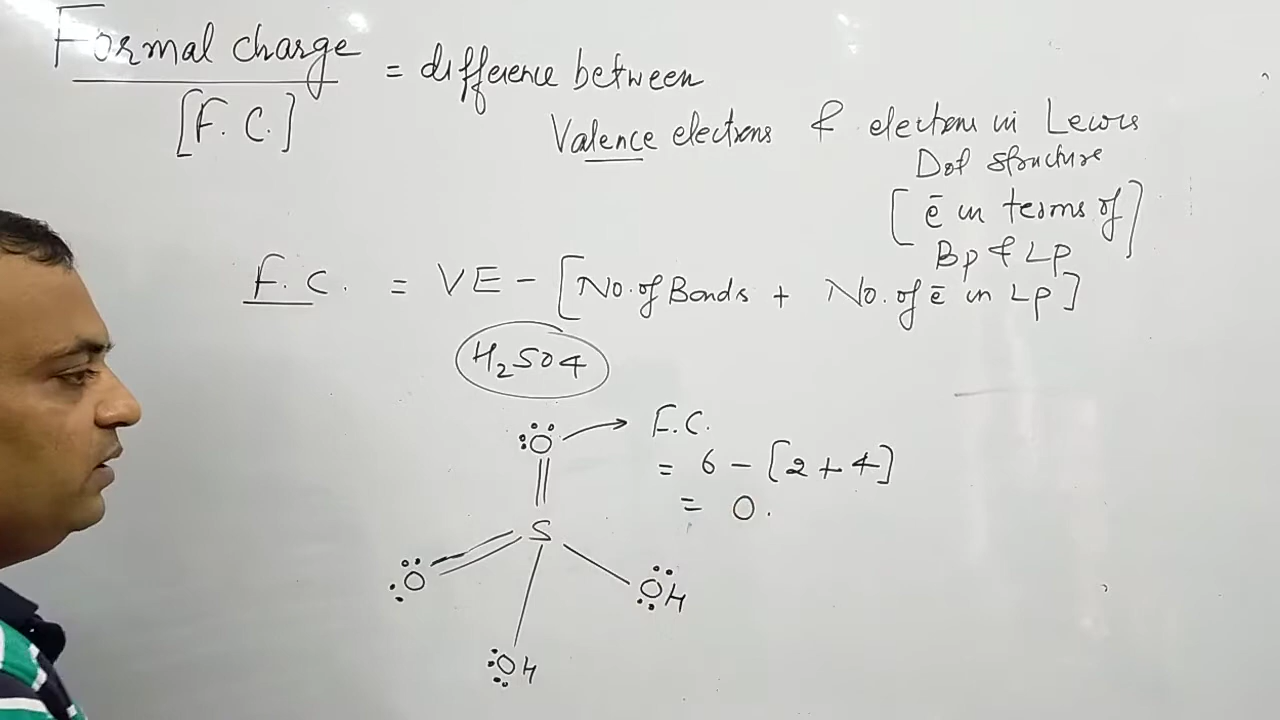 Formal charge = difference between
[F. C.]
Valence electrons & electrons in Lewis
Dot structure
[ē in terms of]
Bp & LP
F. C. = VE - [No. of Bonds + No. of ē in LP]
H2SO4
O F.C.
= 6 - [2 + 4]
= 0.
S
O
OH
OH